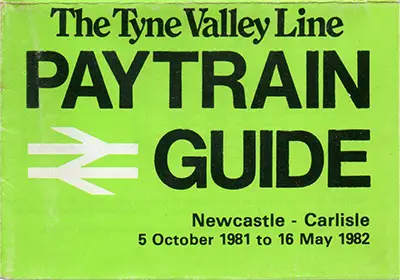 The Tyne Valley Line
PAYTRAIN
GUIDE
Newcastle - Carlisle
5 October 1981 to 16 May 1982